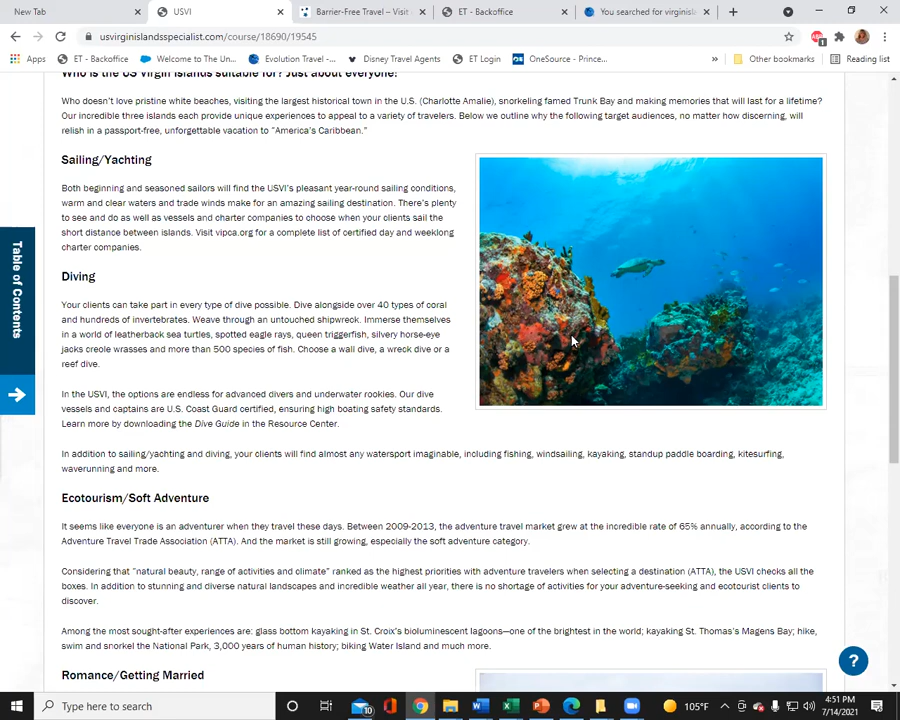 New Tab
USVI
Barrier-Free Travel – Visit
ET - Backoffice
You searched for virginisl
usvirginislandsspecialist.com/course/18690/19545
Apps
ET - Backoffice
Welcome to The Un...
Evolution Travel -...
Disney Travel Agents
ET Login
OneSource - Prince...
»
Other bookmarks
Reading list
Who is the US Virgin Islands suitable for? Just about everyone!
Who doesn't love pristine white beaches, visiting the largest historical town in the U.S. (Charlotte Amalie), snorkeling famed Trunk Bay and making memories that will last for a lifetime?
Our incredible three islands each provide unique experiences to appeal to a variety of travelers. Below we outline why the following target audiences, no matter how discerning, will
relish in a passport-free, unforgettable vacation to "America's Caribbean."
Sailing/Yachting
Both beginning and seasoned sailors will find the USVI's pleasant year-round sailing conditions,
warm and clear waters and trade winds make for an amazing sailing destination. There's plenty
to see and do as well as vessels and charter companies to choose when your clients sail the
short distance between islands. Visit vipca.org for a complete list of certified day and weeklong
charter companies.
Table of Contents
Diving
Your clients can take part in every type of dive possible. Dive alongside over 40 types of coral
and hundreds of invertebrates. Weave through an untouched shipwreck. Immerse themselves
in a world of leatherback sea turtles, spotted eagle rays, queen triggerfish, silvery horse-eye
jacks creole wrasses and more than 500 species of fish. Choose a wall dive, a wreck dive or a
reef dive.
In the USVI, the options are endless for advanced divers and underwater rookies. Our dive
vessels and captains are U.S. Coast Guard certified, ensuring high boating safety standards.
Learn more by downloading the Dive Guide in the Resource Center.
In addition to sailing/yachting and diving, your clients will find almost any watersport imaginable, including fishing, windsailing, kayaking, standup paddle boarding, kitesurfing,
waverunning and more.
Ecotourism/Soft Adventure
It seems like everyone is an adventurer when they travel these days. Between 2009-2013, the adventure travel market grew at the incredible rate of 65% annually, according to the
Adventure Travel Trade Association (ATTA). And the market is still growing, especially the soft adventure category.
Considering that "natural beauty, range of activities and climate" ranked as the highest priorities with adventure travelers when selecting a destination (ATTA), the USVI checks all the
boxes. In addition to stunning and diverse natural landscapes and incredible weather all year, there is no shortage of activities for your adventure-seeking and ecotourist clients to
discover.
Among the most sought-after experiences are: glass bottom kayaking in St. Croix's bioluminescent lagoons—one of the brightest in the world; kayaking St. Thomas's Magens Bay; hike,
swim and snorkel the National Park, 3,000 years of human history; biking Water Island and much more.
?
Romance/Getting Married
Type here to search
10
105°F
4:51 PM
7/14/2021